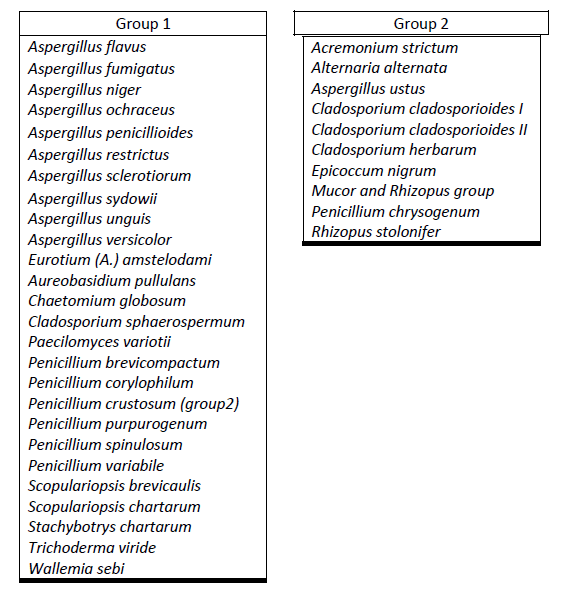 Group 1
Aspergillus flavus
Aspergillus fumigatus
Aspergillus niger
Aspergillus ochraceus
Aspergillus penicillioides
Aspergillus restrictus
Aspergillus sclerotiorum
Aspergillus sydowii
Aspergillus unguis
Aspergillus versicolor
Eurotium (A.) amstelodami
Aureobasidium pullulans
Chaetomium globosum
Cladosporium sphaerospermum
Paecilomyces variotii
Penicillium brevicompactum
Penicillium corylophilum
Penicillium crustosum (group2)
Penicillium purpurogenum
Penicillium spinulosum
Penicillium variabile
Scopulariopsis brevicaulis
Scopulariopsis chartarum
Stachybotrys chartarum
Trichoderma viride
Wallemia sebi
Group 2
Acremonium strictum
Alternaria alternata
Aspergillus ustus
Cladosporium cladosporioides I
Cladosporium cladosporioides II
Cladosporium herbarum
Epicoccum nigrum
Mucor and Rhizopus group
Penicillium chrysogenum
Rhizopus stolonifer